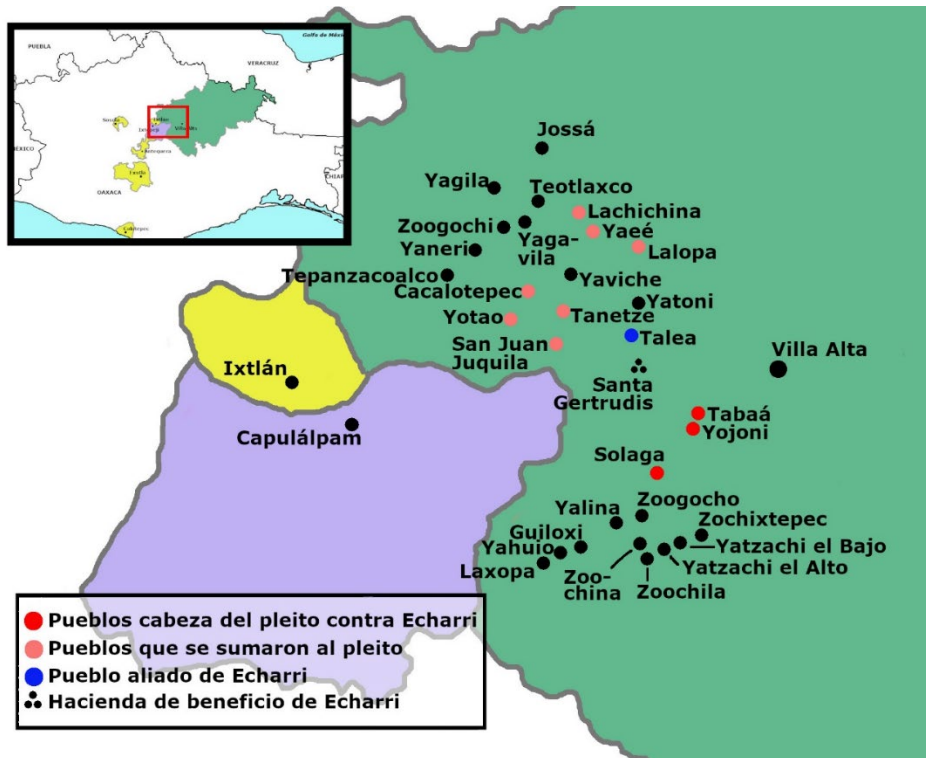 Golfo de México
PUEBLA
VERACRUZ
Villa Alta
OAXACA
Jossá
Yagila
Teotlaxco
Lachichina
Zoogochi
Yaeé
Yaga-
vila
Yaneri
Lalopa
Tepanzacoalco
Yaviche
Cacalotepec
Yatoni
Yotao
Tanetze
Talea
San Juan
Juquila
Villa Alta
Ixtlán
Santa
Gertrudis
Capulálpam
Tabaá
Yojoni
Solaga
Zoogocho
Yalina
Zochixtepec
Guiloxi
Yahuio
Yatzachi el Bajo
Laxopa
Yatzachi el Alto
Zoo-
china
Zoochila
Pueblos cabeza del pleito contra Echarri
Pueblos que se sumaron al pleito
Pueblo aliado de Echarri
Hacienda de beneficio de Echarri